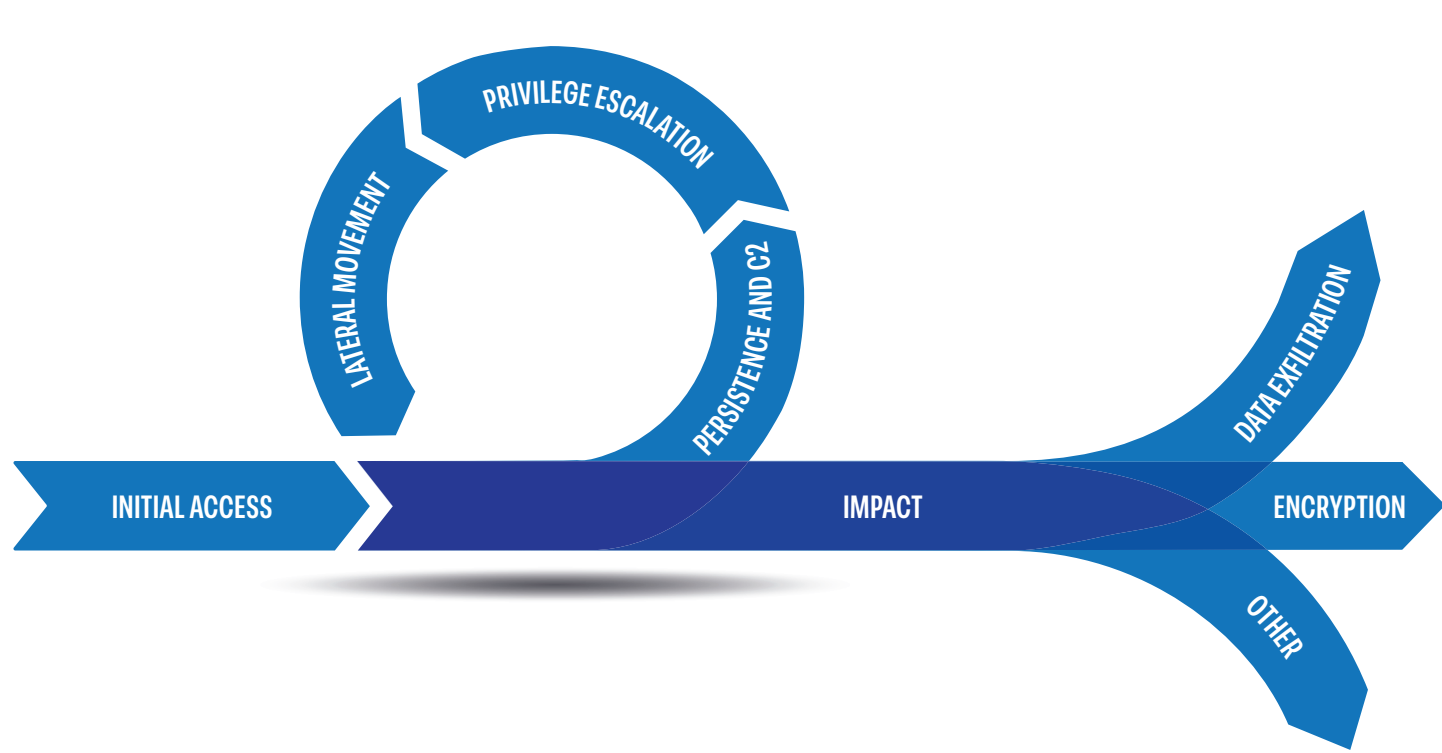 INITIAL ACCESS
PERSISTENCE AND C2
PRIVILEGE ESCALATION
LATERAL MOVEMENT
IMPACT
DATA EXFILTRATION
ENCRYPTION
OTHER